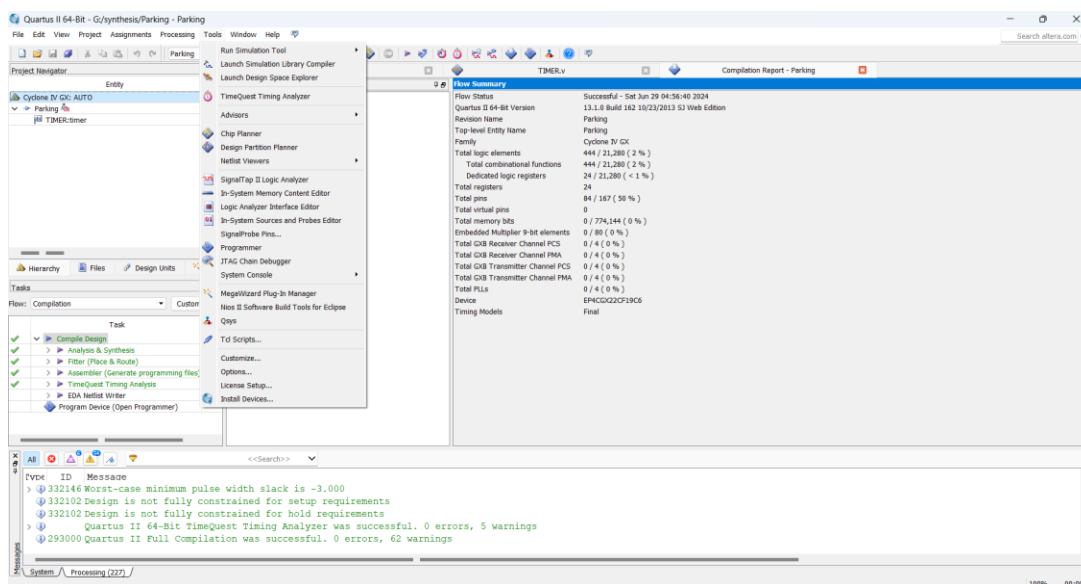 Quartus II 64-Bit - G:/synthesis/Parking - Parking
File Edit View Project Assignments Processing Tools Window Help
Search altera.com
Parking
Project Navigator
Entity
Cyclone IV GX: AUTO
Parking
TIMER:timer
Hierarchy Files Design Units
Tasks
Flow: Compilation Custom
Task
Compile Design
Analysis & Synthesis
Fitter (Place & Route)
Assembler (Generate programming files)
TimeQuest Timing Analysis
EDA Netlist Writer
Program Device (Open Programmer)
Run Simulation Tool
Launch Simulation Library Compiler
Launch Design Space Explorer
TimeQuest Timing Analyzer
Advisors
Chip Planner
Design Partition Planner
Netlist Viewers
SignalTap II Logic Analyzer
In-System Memory Content Editor
Logic Analyzer Interface Editor
In-System Sources and Probes Editor
SignalProbe Pins...
Programmer
JTAG Chain Debugger
System Console
MegaWizard Plug-In Manager
Nios II Software Build Tools for Eclipse
Qsys
Tcl Scripts...
Customize...
Options...
License Setup...
Install Devices...
TIMER.v Compilation Report - Parking
Flow Summary
Flow Status Successful - Sat Jun 29 04:56:40 2024
Quartus II 64-Bit Version 13.1.0 Build 162 10/23/2013 SJ Web Edition
Revision Name Parking
Top-level Entity Name Parking
Family Cyclone IV GX
Total logic elements 444 / 21,280 ( 2 % )
Total combinational functions 444 / 21,280 ( 2 % )
Dedicated logic registers 24 / 21,280 ( < 1 % )
Total registers 24
Total pins 84 / 167 ( 50 % )
Total virtual pins 0
Total memory bits 0 / 774,144 ( 0 % )
Embedded Multiplier 9-bit elements 0 / 80 ( 0 % )
Total GXB Receiver Channel PCS 0 / 4 ( 0 % )
Total GXB Receiver Channel PMA 0 / 4 ( 0 % )
Total GXB Transmitter Channel PCS 0 / 4 ( 0 % )
Total GXB Transmitter Channel PMA 0 / 4 ( 0 % )
Total PLLs 0 / 4 ( 0 % )
Device EP4CGX22CF19C6
Timing Models Final
All <<Search>>
Type ID Message
332146 Worst-case minimum pulse width slack is -3.000
332102 Design is not fully constrained for setup requirements
332102 Design is not fully constrained for hold requirements
Quartus II 64-Bit TimeQuest Timing Analyzer was successful. 0 errors, 5 warnings
293000 Quartus II Full Compilation was successful. 0 errors, 62 warnings
Messages
System Processing (227)